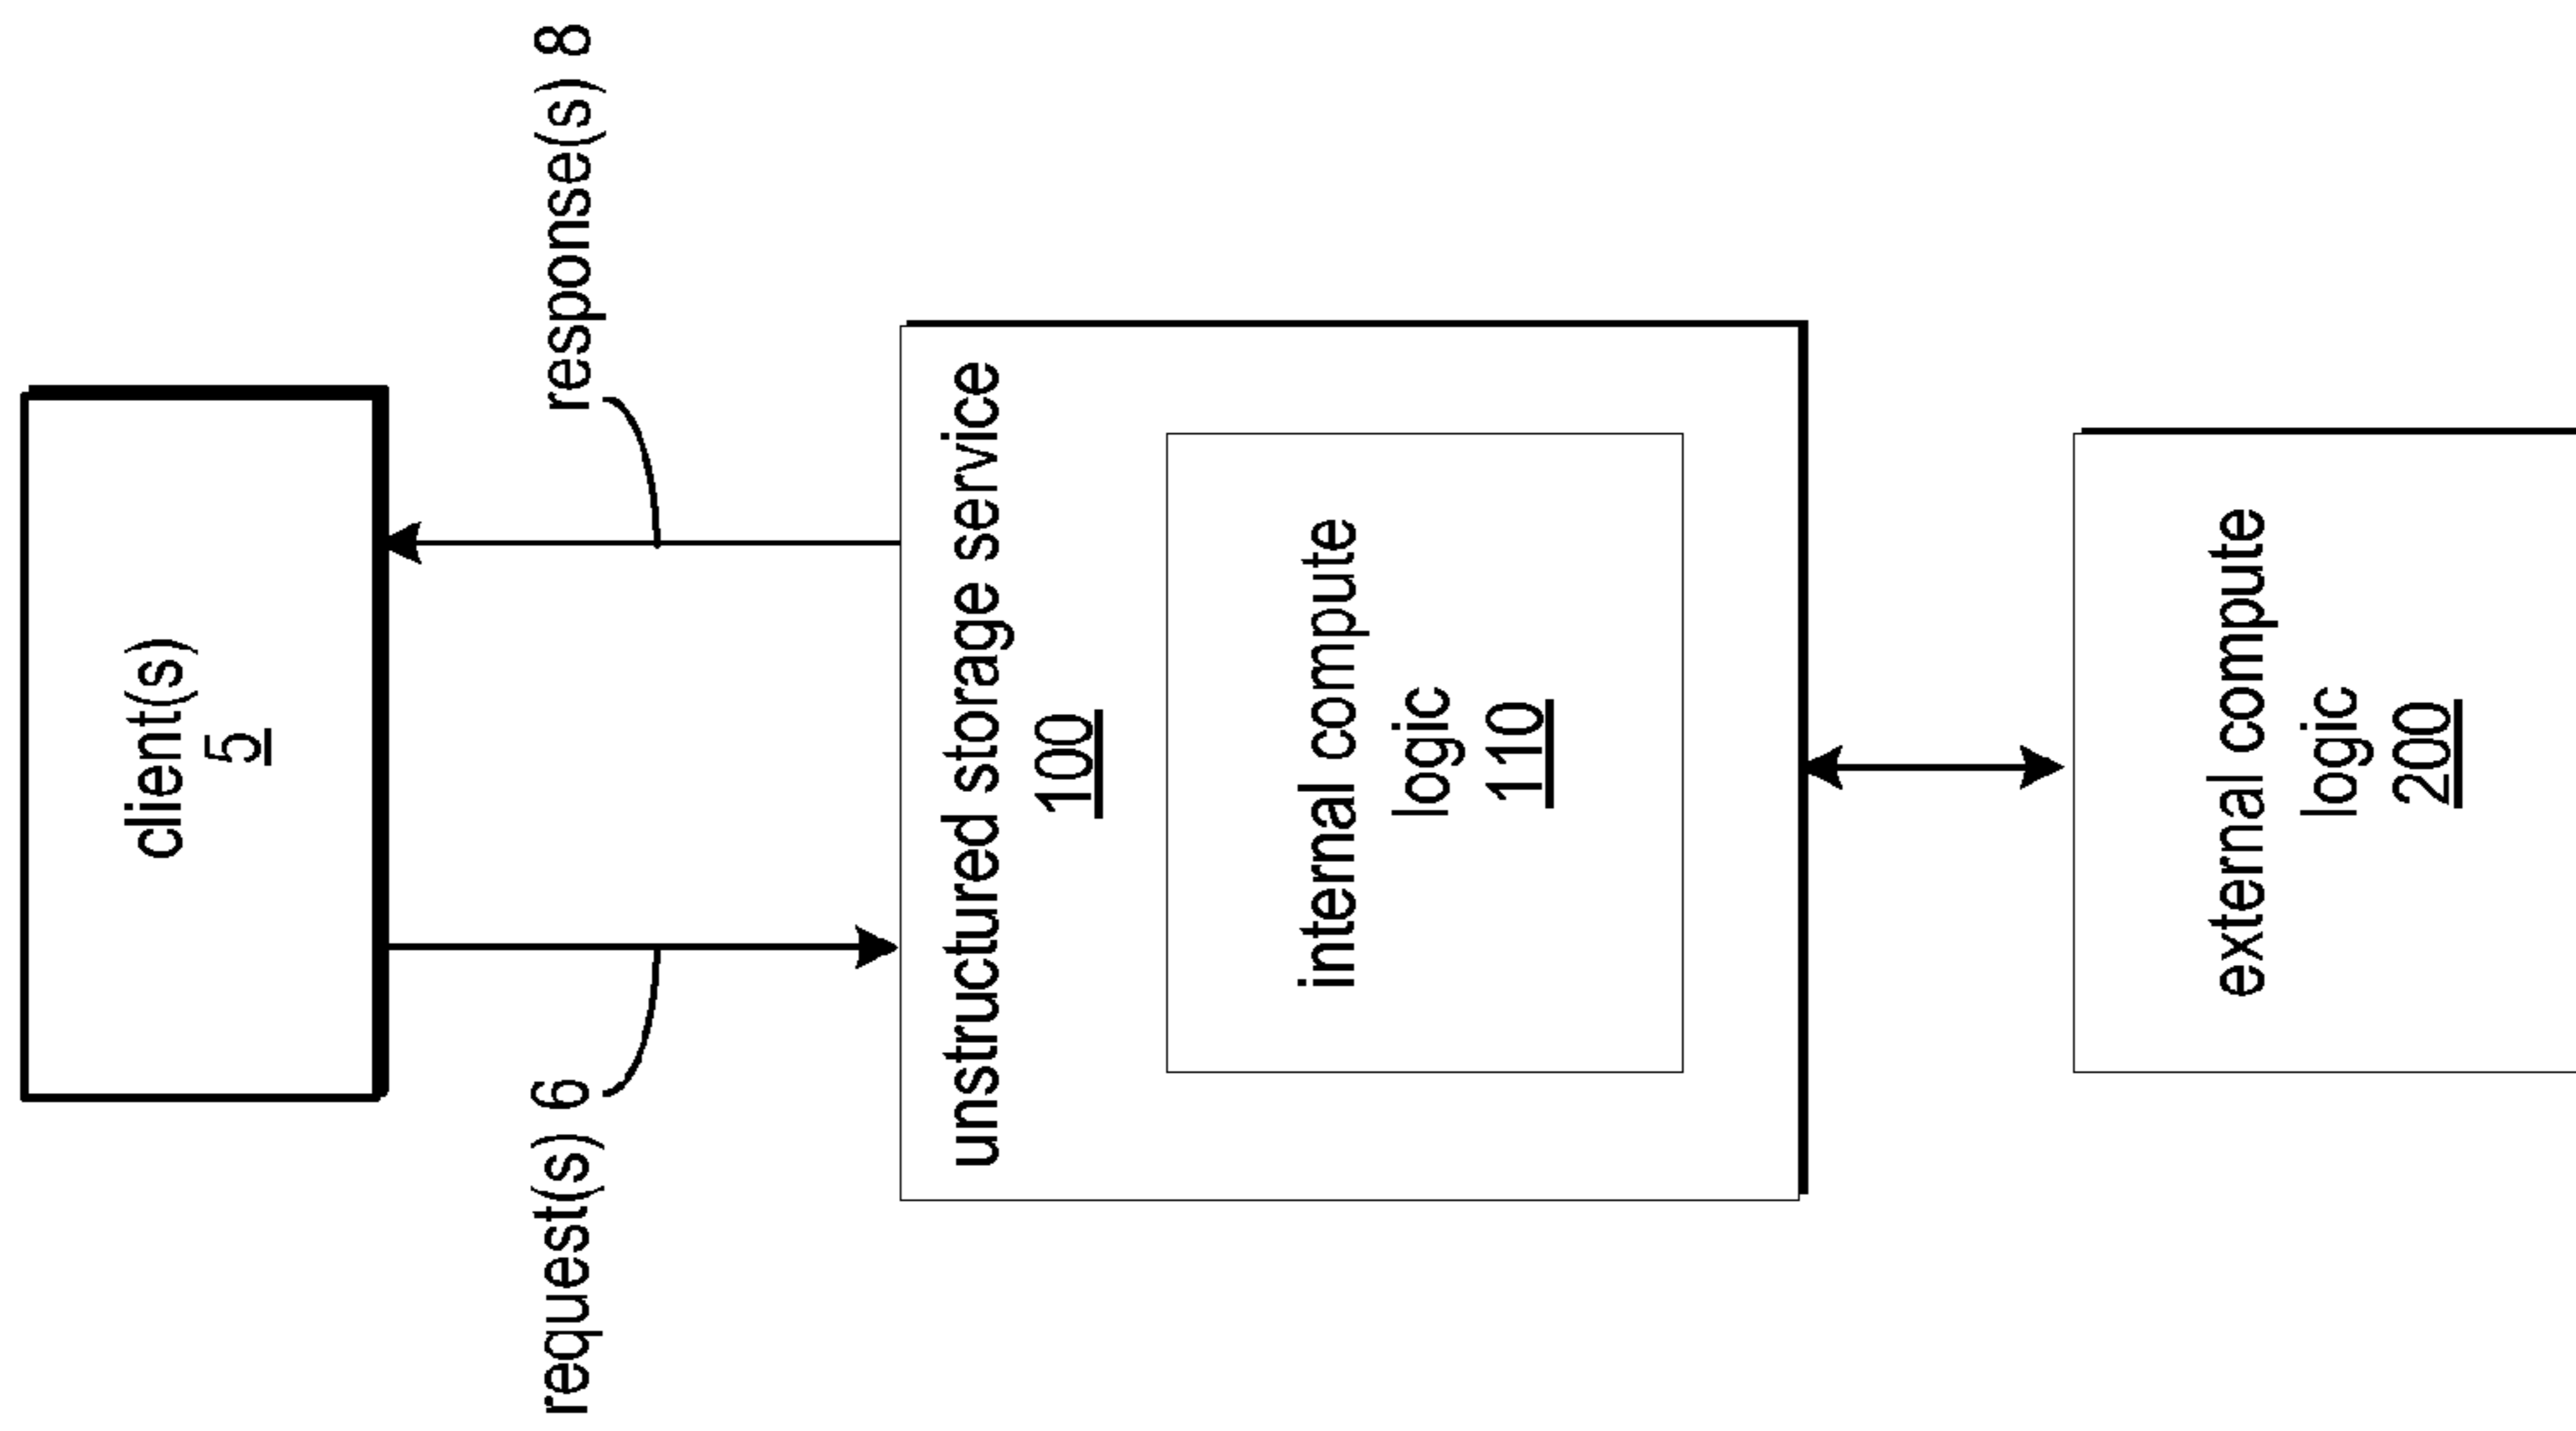 client(s)
5
request(s) 6
response(s) 8
unstructured storage service
100
internal compute
logic
110
external compute
logic
200